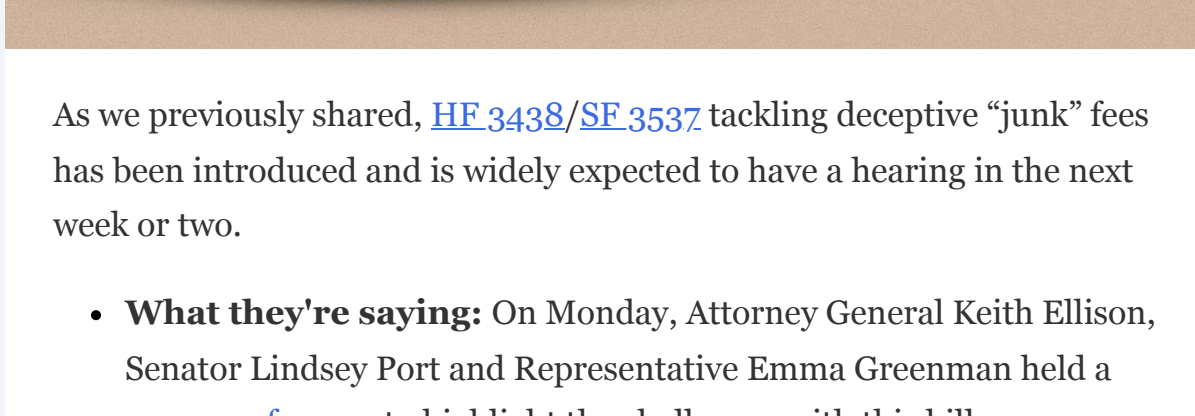 As we previously shared, HF 3438/SF 3537 tackling deceptive “junk” fees
has been introduced and is widely expected to have a hearing in the next
week or two.
• What they're saying: On Monday, Attorney General Keith Ellison,
Senator Lindsey Port and Representative Emma Greenman held a